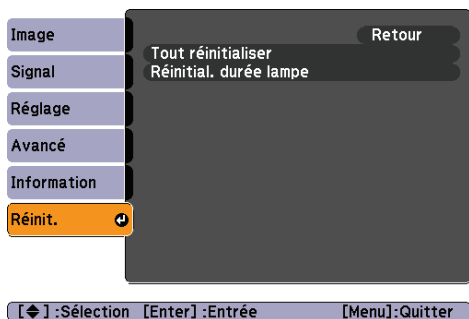 Image
Signal
Réglage
Avancé
Information
Réinit.
Retour
Tout réinitialiser
Réinitial. durée lampe
[◆] :Sélection [Enter] :Entrée [Menu]:Quitter